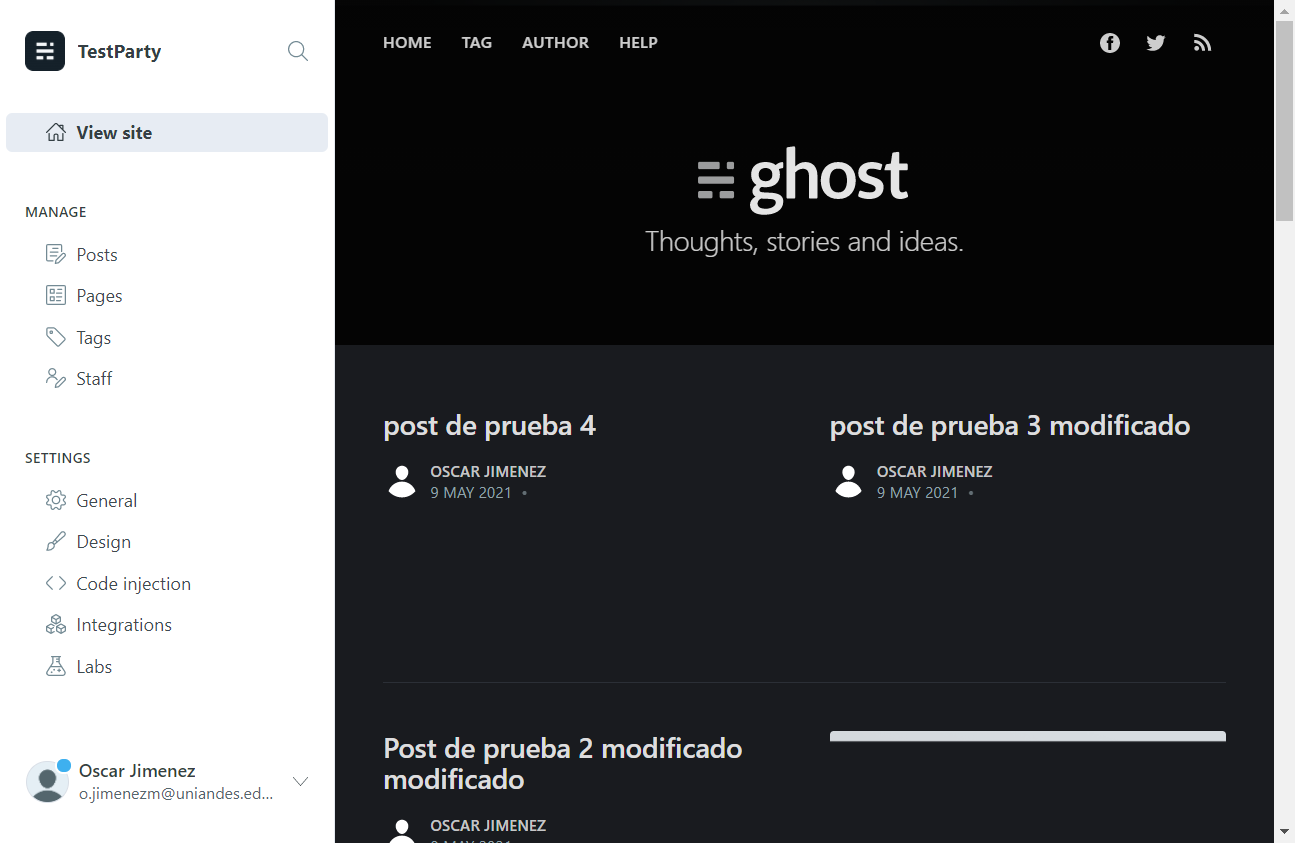 TestParty
View site
MANAGE
Posts
Pages
Tags
Staff
SETTINGS
General
Design
Code injection
Integrations
Labs
Oscar Jimenez
o.jimenezm@uniandes.ed...
HOME TAG AUTHOR HELP
ghost
Thoughts, stories and ideas.
post de prueba 4
OSCAR JIMENEZ
9 MAY 2021 •
post de prueba 3 modificado
OSCAR JIMENEZ
9 MAY 2021 •
Post de prueba 2 modificado
modificado
OSCAR JIMENEZ